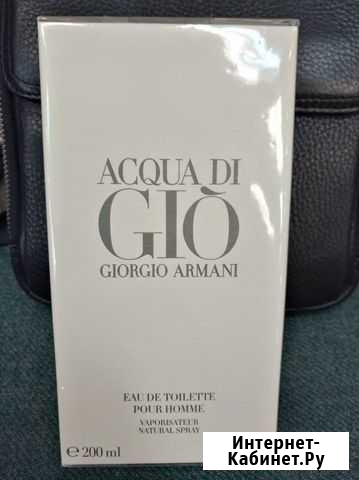 ACQUA DI
GIÒ
GIORGIO ARMANI
EAU DE TOILETTE
POUR HOMME
VAPORISATEUR
NATURAL SPRAY
℮ 200 ml
Интернет-
Кабинет.Ру